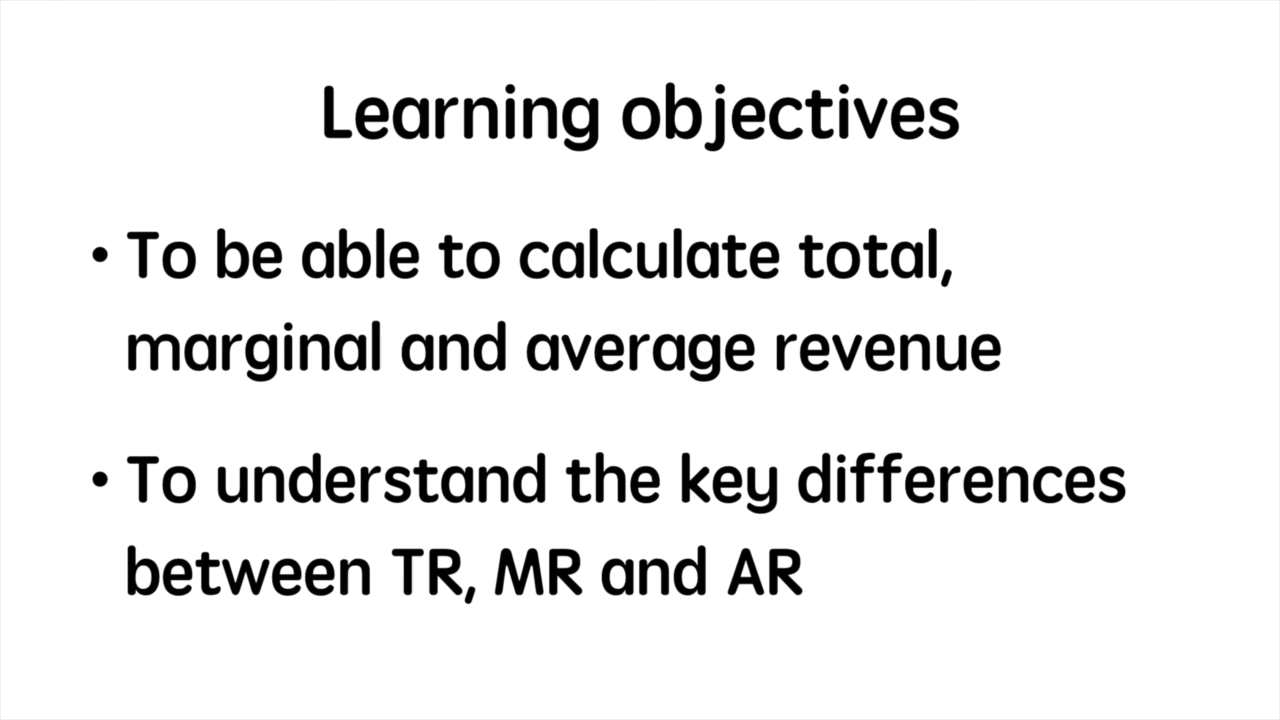 Learning objectives
• To be able to calculate total,
marginal and average revenue
• To understand the key differences
between TR, MR and AR